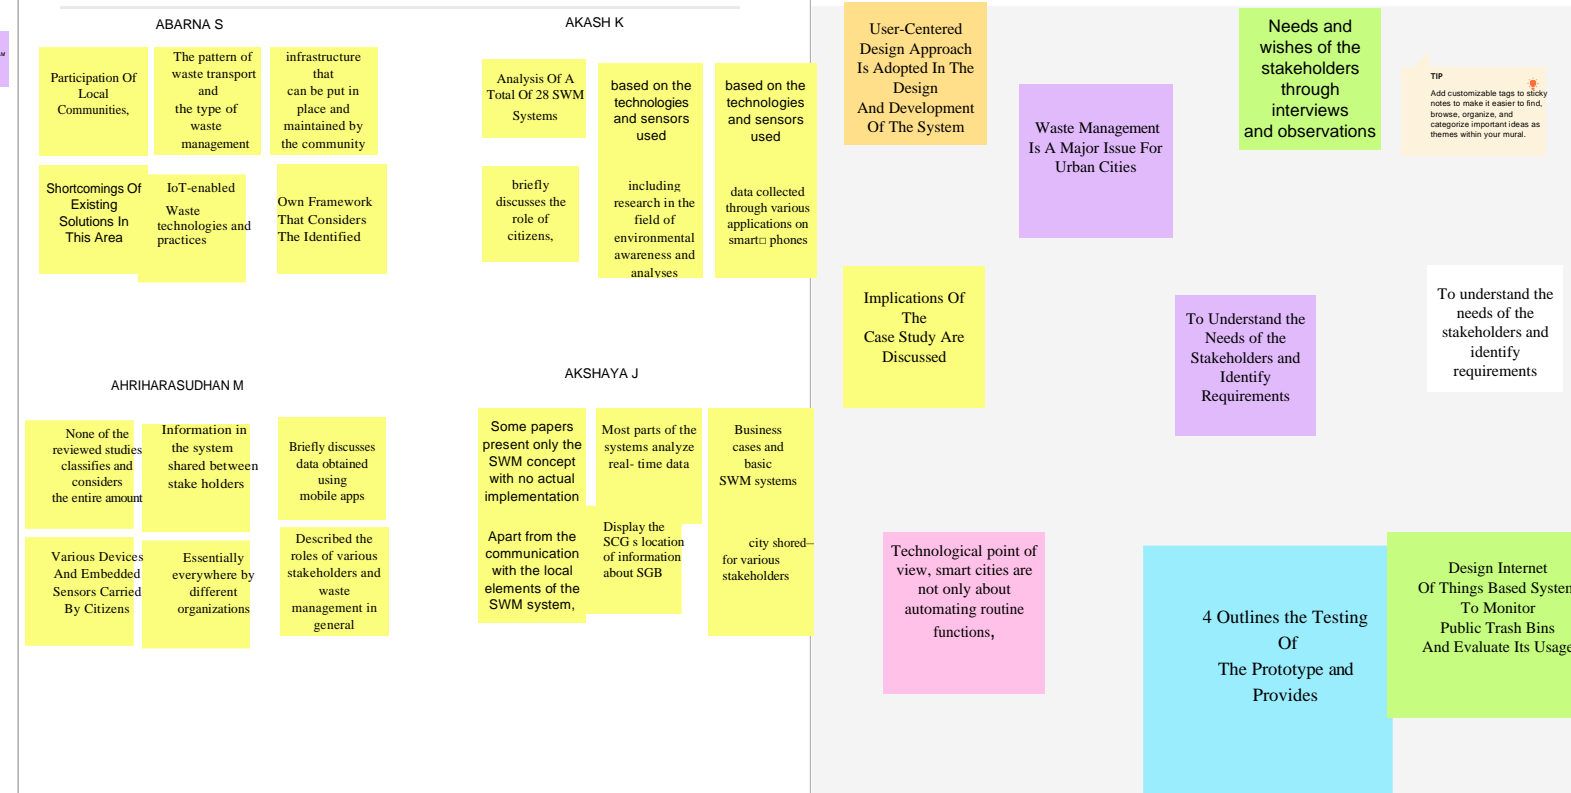 ABARNA S
Participation Of
Local
Communities,
The pattern of
waste transport
and
the type of
waste
management
infrastructure
that
can be put in
place and
maintained by
the community
Shortcomings Of
Existing
Solutions In
This Area
IoT-enabled
Waste
technologies and
practices
Own Framework
That Considers
The Identified
AKASH K
Analysis Of A
Total Of 28 SWM
Systems
based on the
technologies
and sensors
used
based on the
technologies
and sensors
used
briefly
discusses the
role of
citizens,
including
research in the
field of
environmental
awareness and
analyses
data collected
through various
applications on
smart□ phones
AHRIHARASUDHAN M
None of the
reviewed studies
classifies and
considers
the entire amount
Information in
the system
shared between
stake holders
Briefly discusses
data obtained
using
mobile apps
Various Devices
And Embedded
Sensors Carried
By Citizens
Essentially
everywhere by
different
organizations
Described the
roles of various
stakeholders and
waste
management in
general
AKSHAYA J
Some papers
present only the
SWM concept
with no actual
implementation
Most parts of the
systems analyze
real- time data
Business
cases and
basic
SWM systems
Apart from the
communication
with the local
elements of the
SWM system,
Display the
SCG s location
of information
about SGB
city shored–
for various
stakeholders
User-Centered
Design Approach
Is Adopted In The
Design
And Development
Of The System
Waste Management
Is A Major Issue For
Urban Cities
Needs and
wishes of the
stakeholders
through
interviews
and observations
TIP
Add customizable tags to sticky
notes to make it easier to find,
browse, organize, and
categorize important ideas as
themes within your mural.
Implications Of
The
Case Study Are
Discussed
To Understand the
Needs of the
Stakeholders and
Identify
Requirements
To understand the
needs of the
stakeholders and
identify
requirements
Technological point of
view, smart cities are
not only about
automating routine
functions,
4 Outlines the Testing
Of
The Prototype and
Provides
Design Internet
Of Things Based System
To Monitor
Public Trash Bins
And Evaluate Its Usage